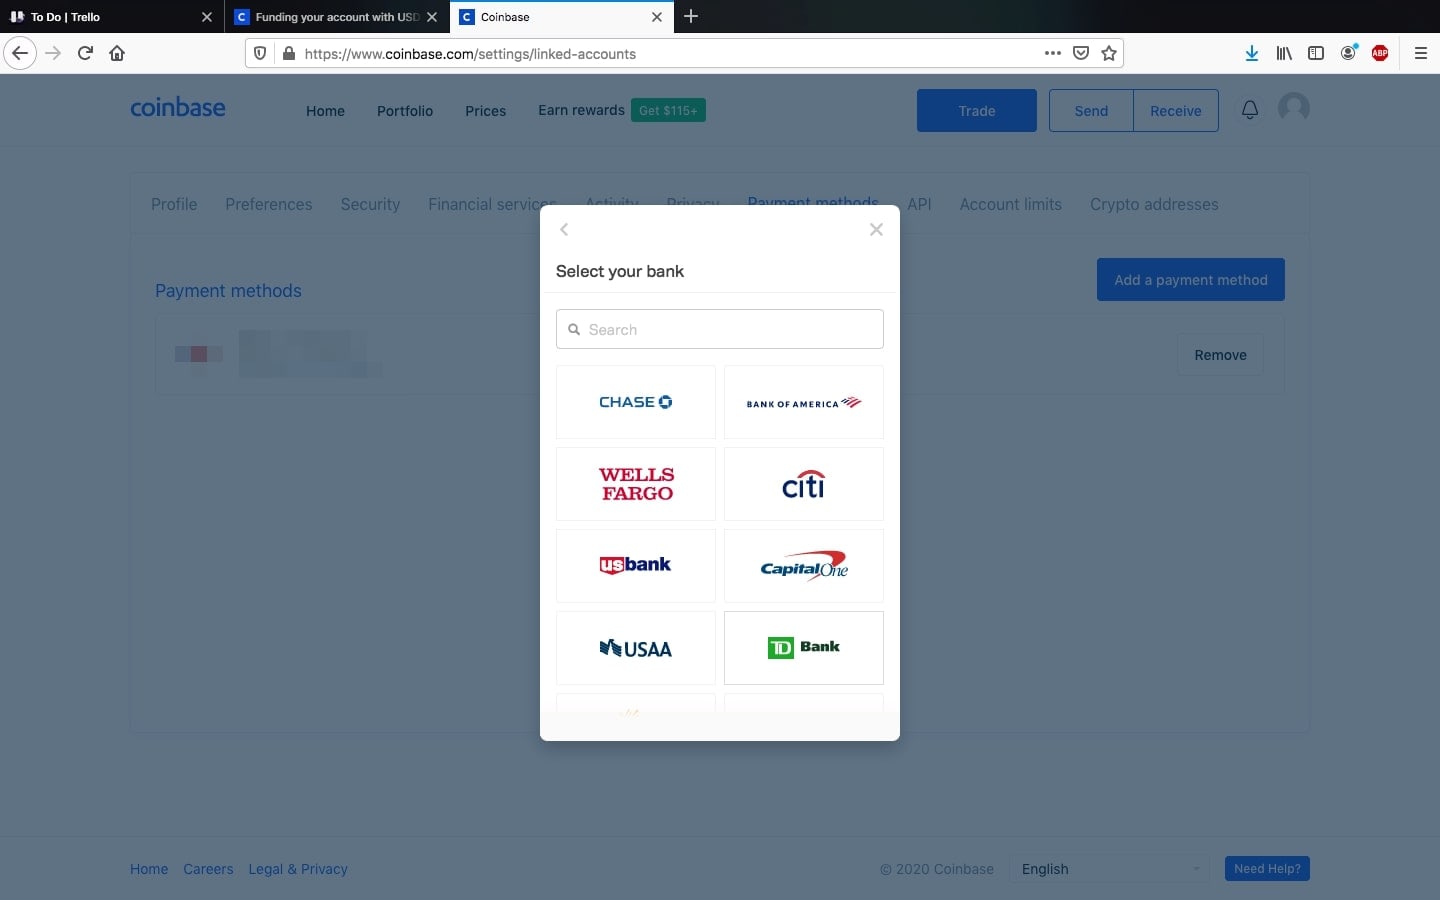 To Do | Trello
Funding your account with USD
Coinbase
https://www.coinbase.com/settings/linked-accounts
ABP
coinbase
Home
Portfolio
Prices
Earn rewards
Get $115+
Trade
Send
Receive
Profile
Preferences
Security
Financial services
Activity
Privacy
Payment methods
API
Account limits
Crypto addresses
Select your bank
Payment methods
Add a payment method
Search
Remove
CHASE
BANK OF AMERICA
WELLS
FARGO
citi
usbank
Capital One
USAA
TD Bank
Home
Careers
Legal & Privacy
© 2020 Coinbase
English
Need Help?